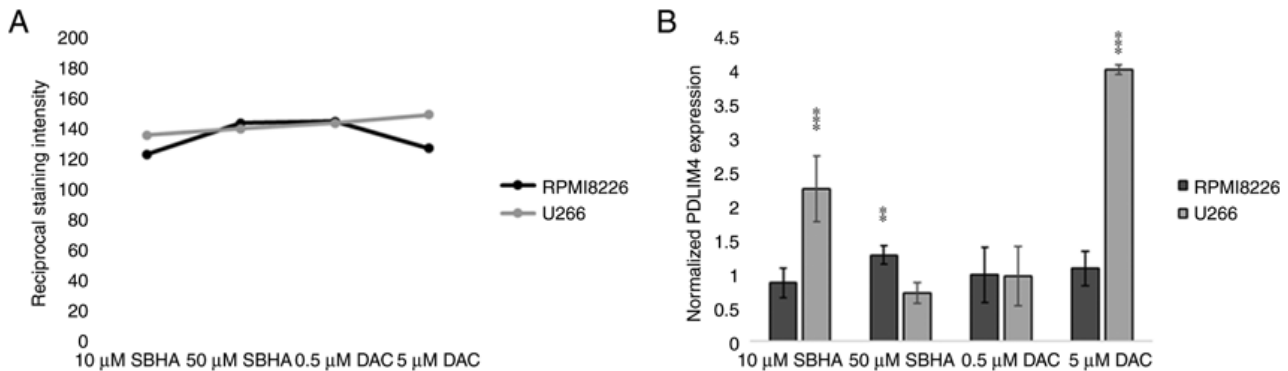 A
Reciprocal staining intensity
200
180
160
140
120
100
80
60
40
20
0
10 µM SBHA 50 µM SBHA 0.5 µM DAC 5 µM DAC
RPMI8226
U266
B
Normalized PDLIM4 expression
4.5
4
3.5
3
2.5
2
1.5
1
0.5
0
***
**
***
10 µM SBHA 50 µM SBHA 0.5 µM DAC 5 µM DAC
RPMI8226
U266